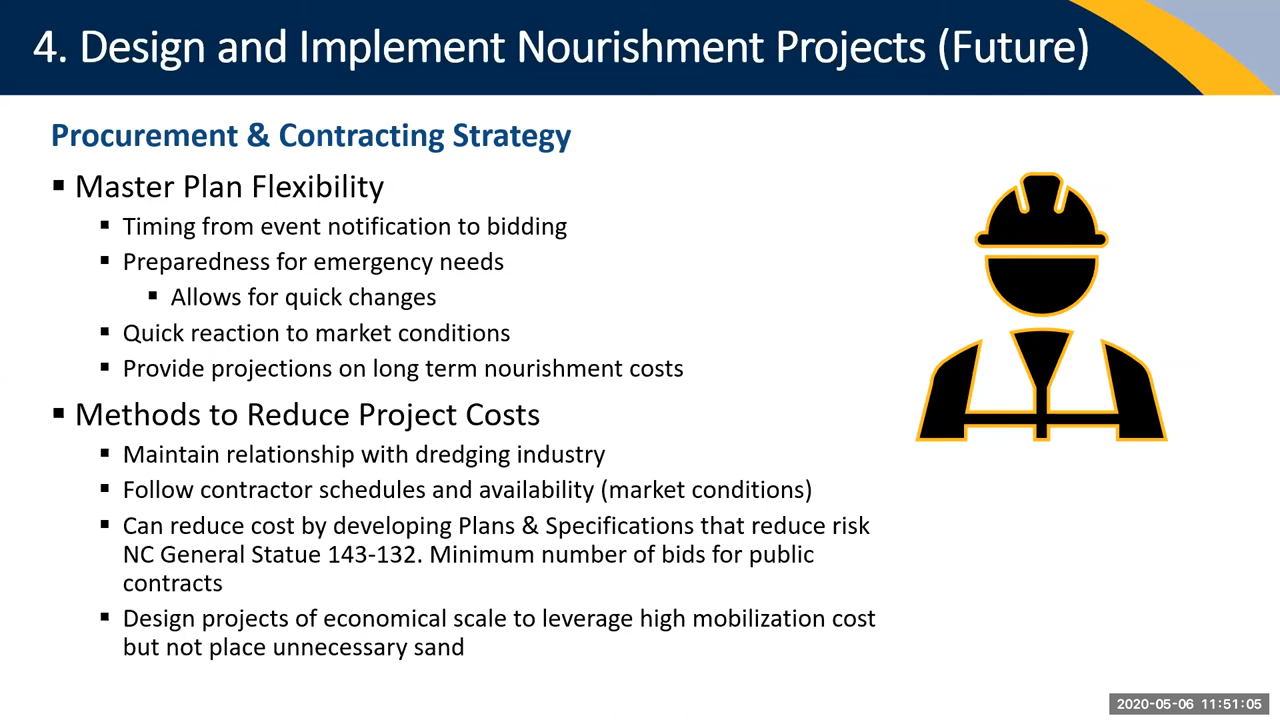 4. Design and Implement Nourishment Projects (Future)
Procurement & Contracting Strategy
▪ Master Plan Flexibility
▪ Timing from event notification to bidding
▪ Preparedness for emergency needs
▪ Allows for quick changes
▪ Quick reaction to market conditions
▪ Provide projections on long term nourishment costs
▪ Methods to Reduce Project Costs
▪ Maintain relationship with dredging industry
▪ Follow contractor schedules and availability (market conditions)
▪ Can reduce cost by developing Plans & Specifications that reduce risk
NC General Statue 143-132. Minimum number of bids for public
contracts
▪ Design projects of economical scale to leverage high mobilization cost
but not place unnecessary sand
2020-05-06 11:51:05